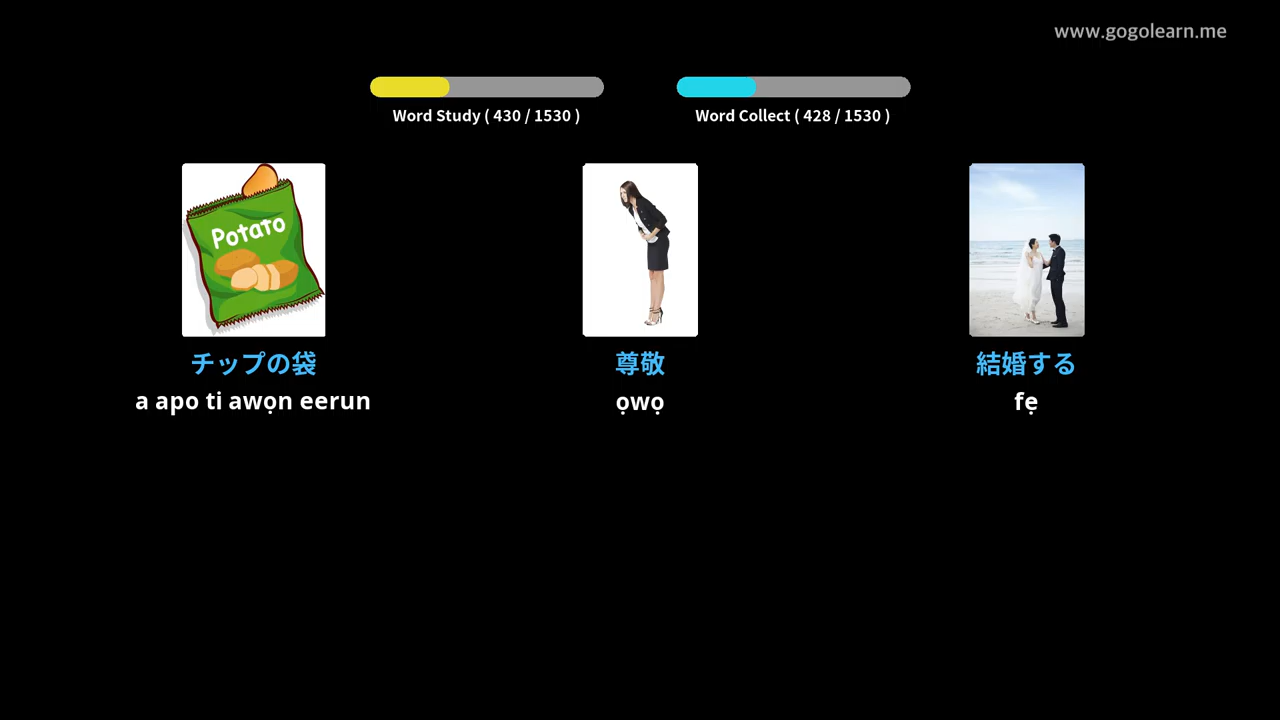 www.gogolearn.me
Word Study ( 430 / 1530 )
Word Collect ( 428 / 1530 )
Potato
チップの袋
尊敬
結婚する
a apo ti awọn eerun
ọwọ
fẹ